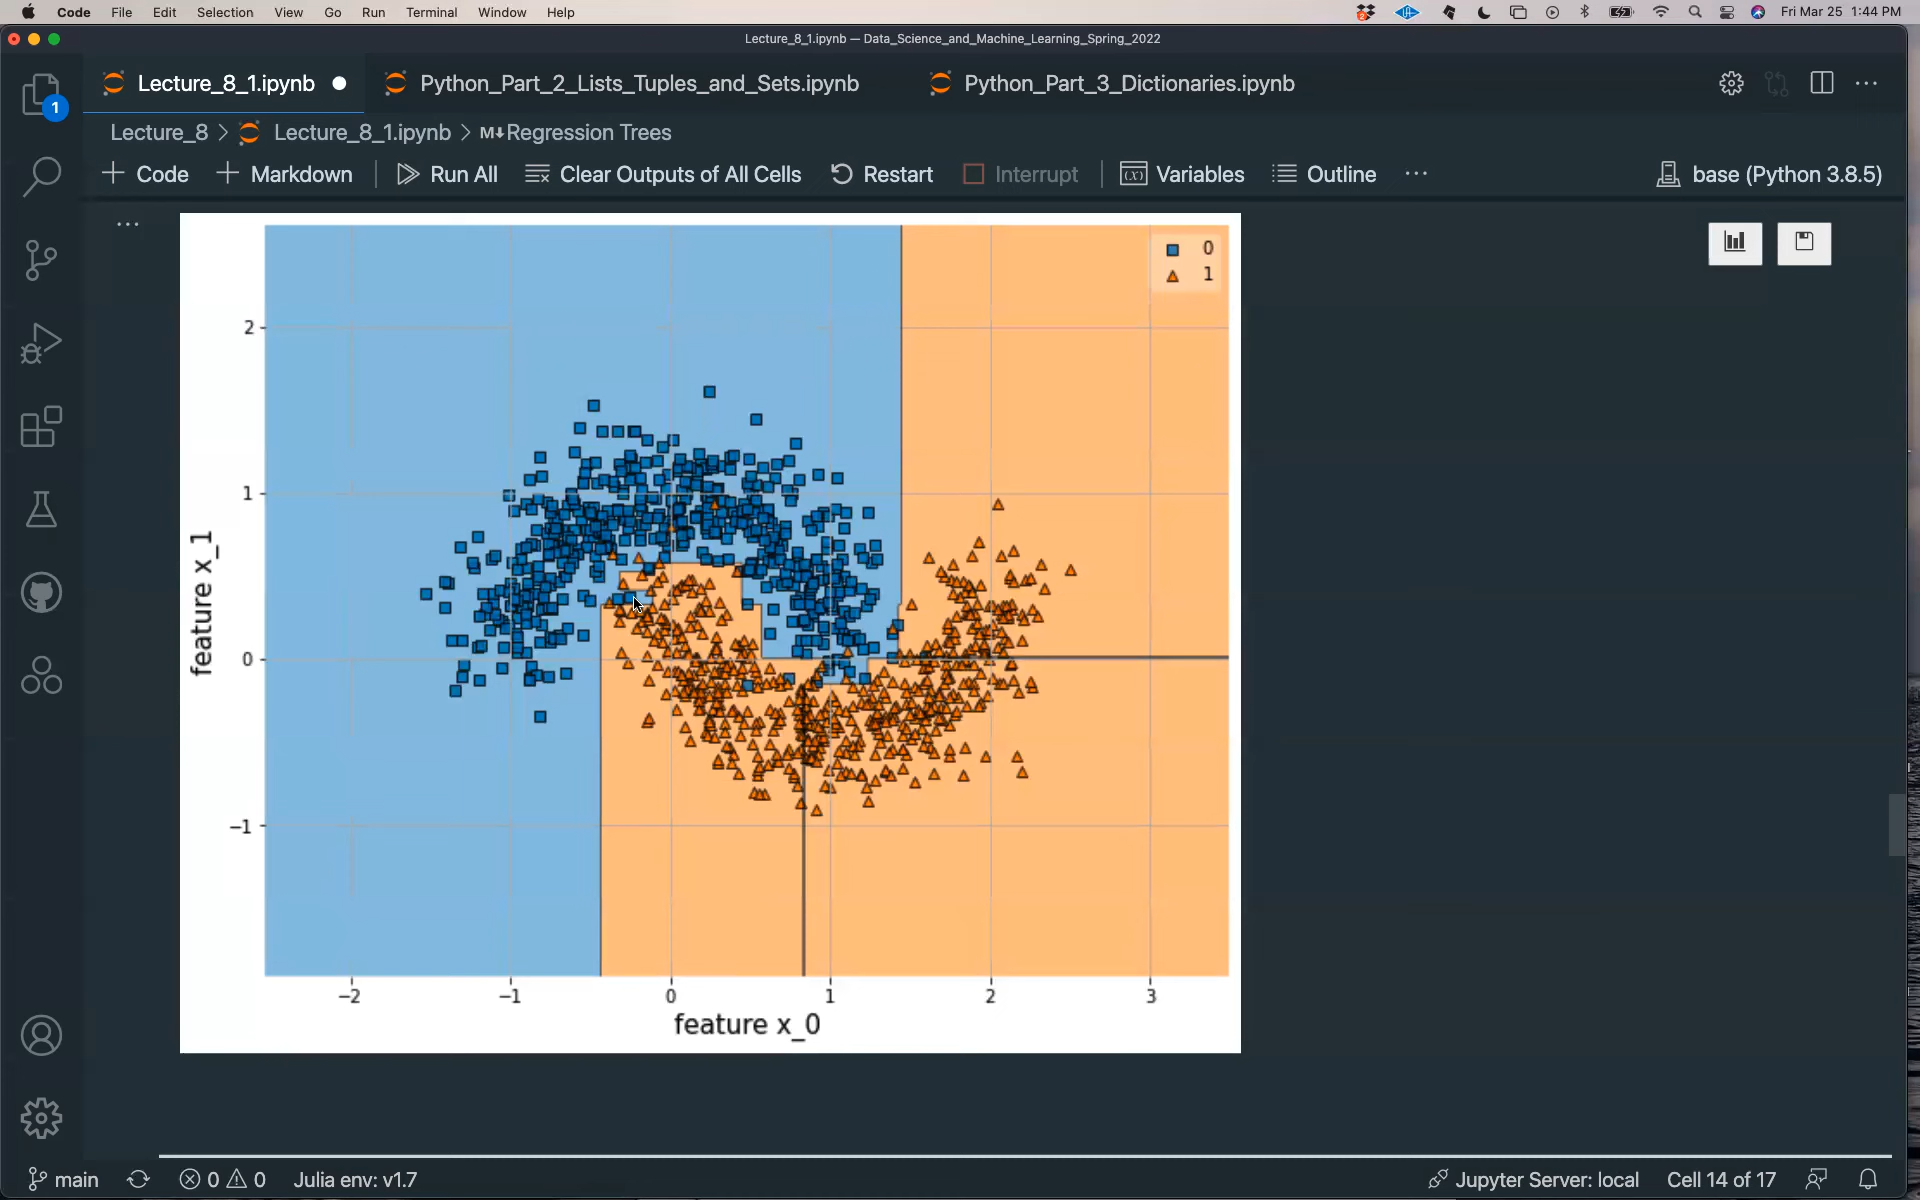 Code File Edit Selection View Go Run Terminal Window Help Fri Mar 25 1:44 PM
Lecture_8_1.ipynb — Data_Science_and_Machine_Learning_Spring_2022
Lecture_8_1.ipynb Python_Part_2_Lists_Tuples_and_Sets.ipynb Python_Part_3_Dictionaries.ipynb
1
Lecture_8 > Lecture_8_1.ipynb > M Regression Trees
+ Code + Markdown Run All Clear Outputs of All Cells Restart Interrupt (x) Variables Outline ... base (Python 3.8.5)
...
0
1
2
1
0
−1
feature x_1
−2 −1 0 1 2 3
feature x_0
main 0 0 Julia env: v1.7 Jupyter Server: local Cell 14 of 17